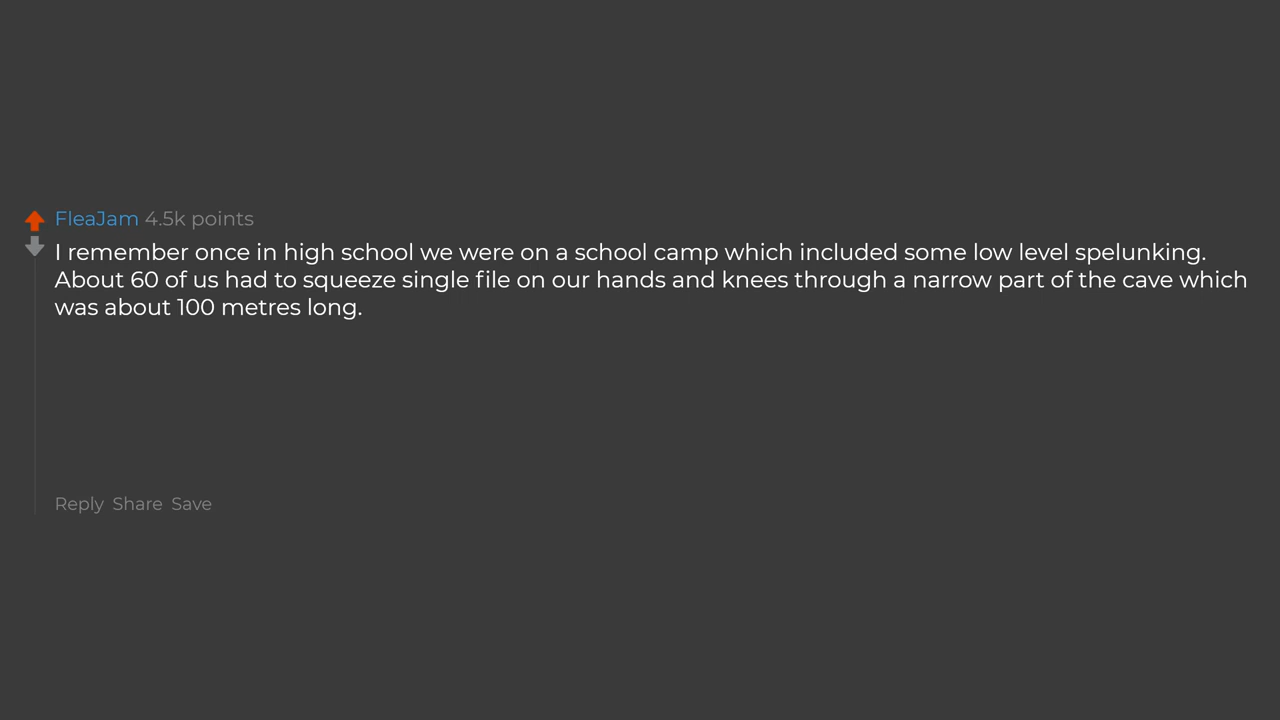 FleaJam 4.5k points
I remember once in high school we were on a school camp which included some low level spelunking.
About 60 of us had to squeeze single file on our hands and knees through a narrow part of the cave which
was about 100 metres long.
Reply Share Save